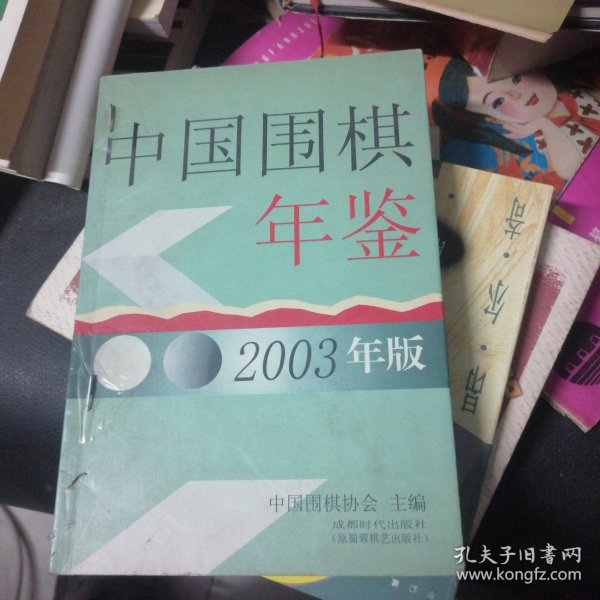 中国围棋
年鉴
2003年版
中国围棋协会 主编
成都时代出版社
（原蜀蓉棋艺出版社）
尔·奇
孔夫子旧书网
www.kongfz.com